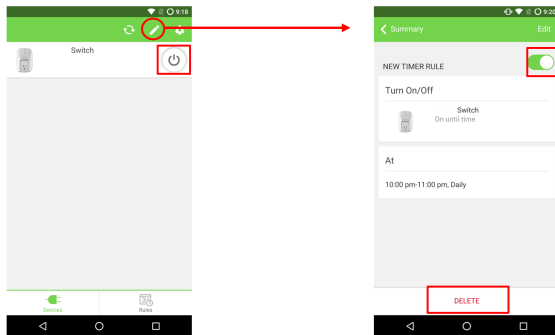 9:18
Switch
Devices
Rules
9:20
Summary
Edit
NEW TIMER RULE
Turn On/Off
Switch
On until time
At
10:00 pm-11:00 pm, Daily
DELETE